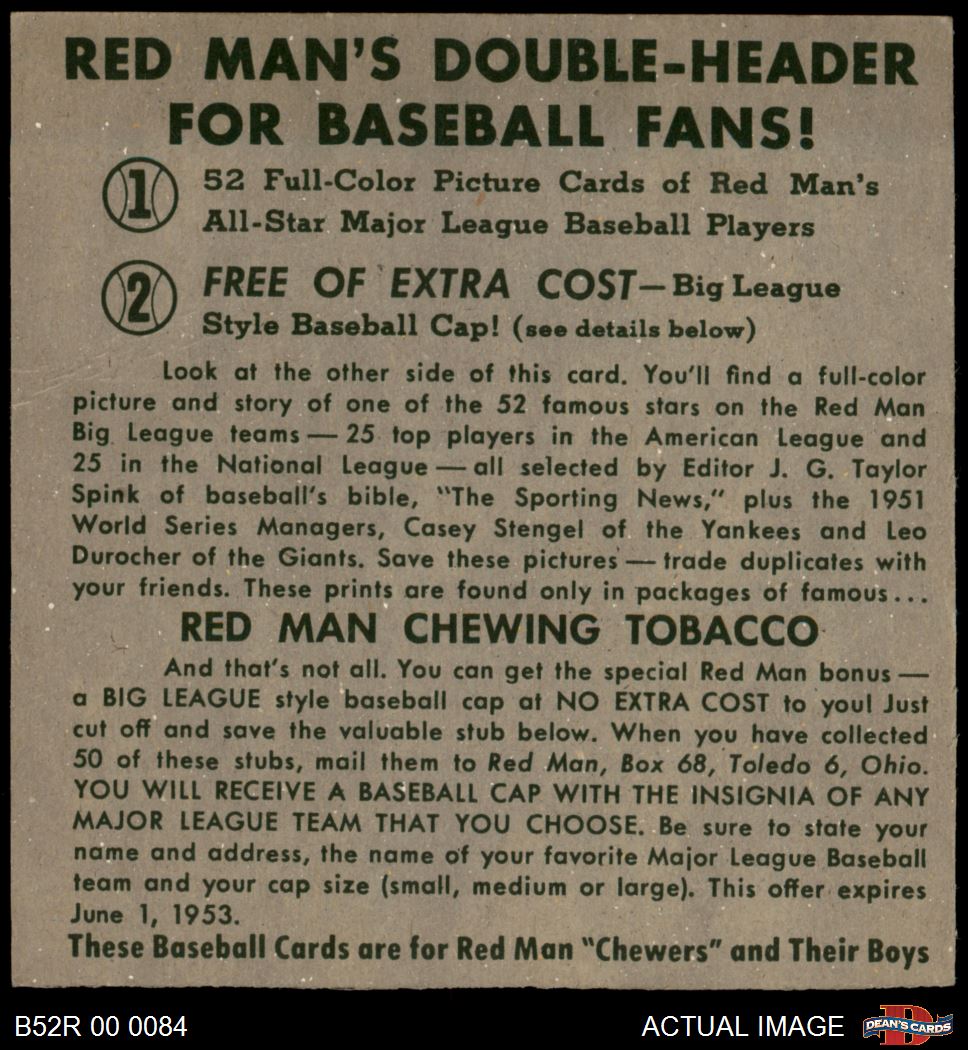 RED MAN'S DOUBLE-HEADER
FOR BASEBALL FANS!
1 52 Full-Color Picture Cards of Red Man's
All-Star Major League Baseball Players
2 FREE OF EXTRA COST—Big League
Style Baseball Cap! (see details below)
Look at the other side of this card. You'll find a full-color
picture and story of one of the 52 famous stars on the Red Man
Big League teams — 25 top players in the American League and
25 in the National League — all selected by Editor J. G. Taylor
Spink of baseball's bible, "The Sporting News," plus the 1951
World Series Managers, Casey Stengel of the Yankees and Leo
Durocher of the Giants. Save these pictures — trade duplicates with
your friends. These prints are found only in packages of famous...
RED MAN CHEWING TOBACCO
And that's not all. You can get the special Red Man bonus —
a BIG LEAGUE style baseball cap at NO EXTRA COST to you! Just
cut off and save the valuable stub below. When you have collected
50 of these stubs, mail them to Red Man, Box 68, Toledo 6, Ohio.
YOU WILL RECEIVE A BASEBALL CAP WITH THE INSIGNIA OF ANY
MAJOR LEAGUE TEAM THAT YOU CHOOSE. Be sure to state your
name and address, the name of your favorite Major League Baseball
team and your cap size (small, medium or large). This offer expires
June 1, 1953.
These Baseball Cards are for Red Man "Chewers" and Their Boys
B52R 00 0084
ACTUAL IMAGE
DEAN'S CARDS